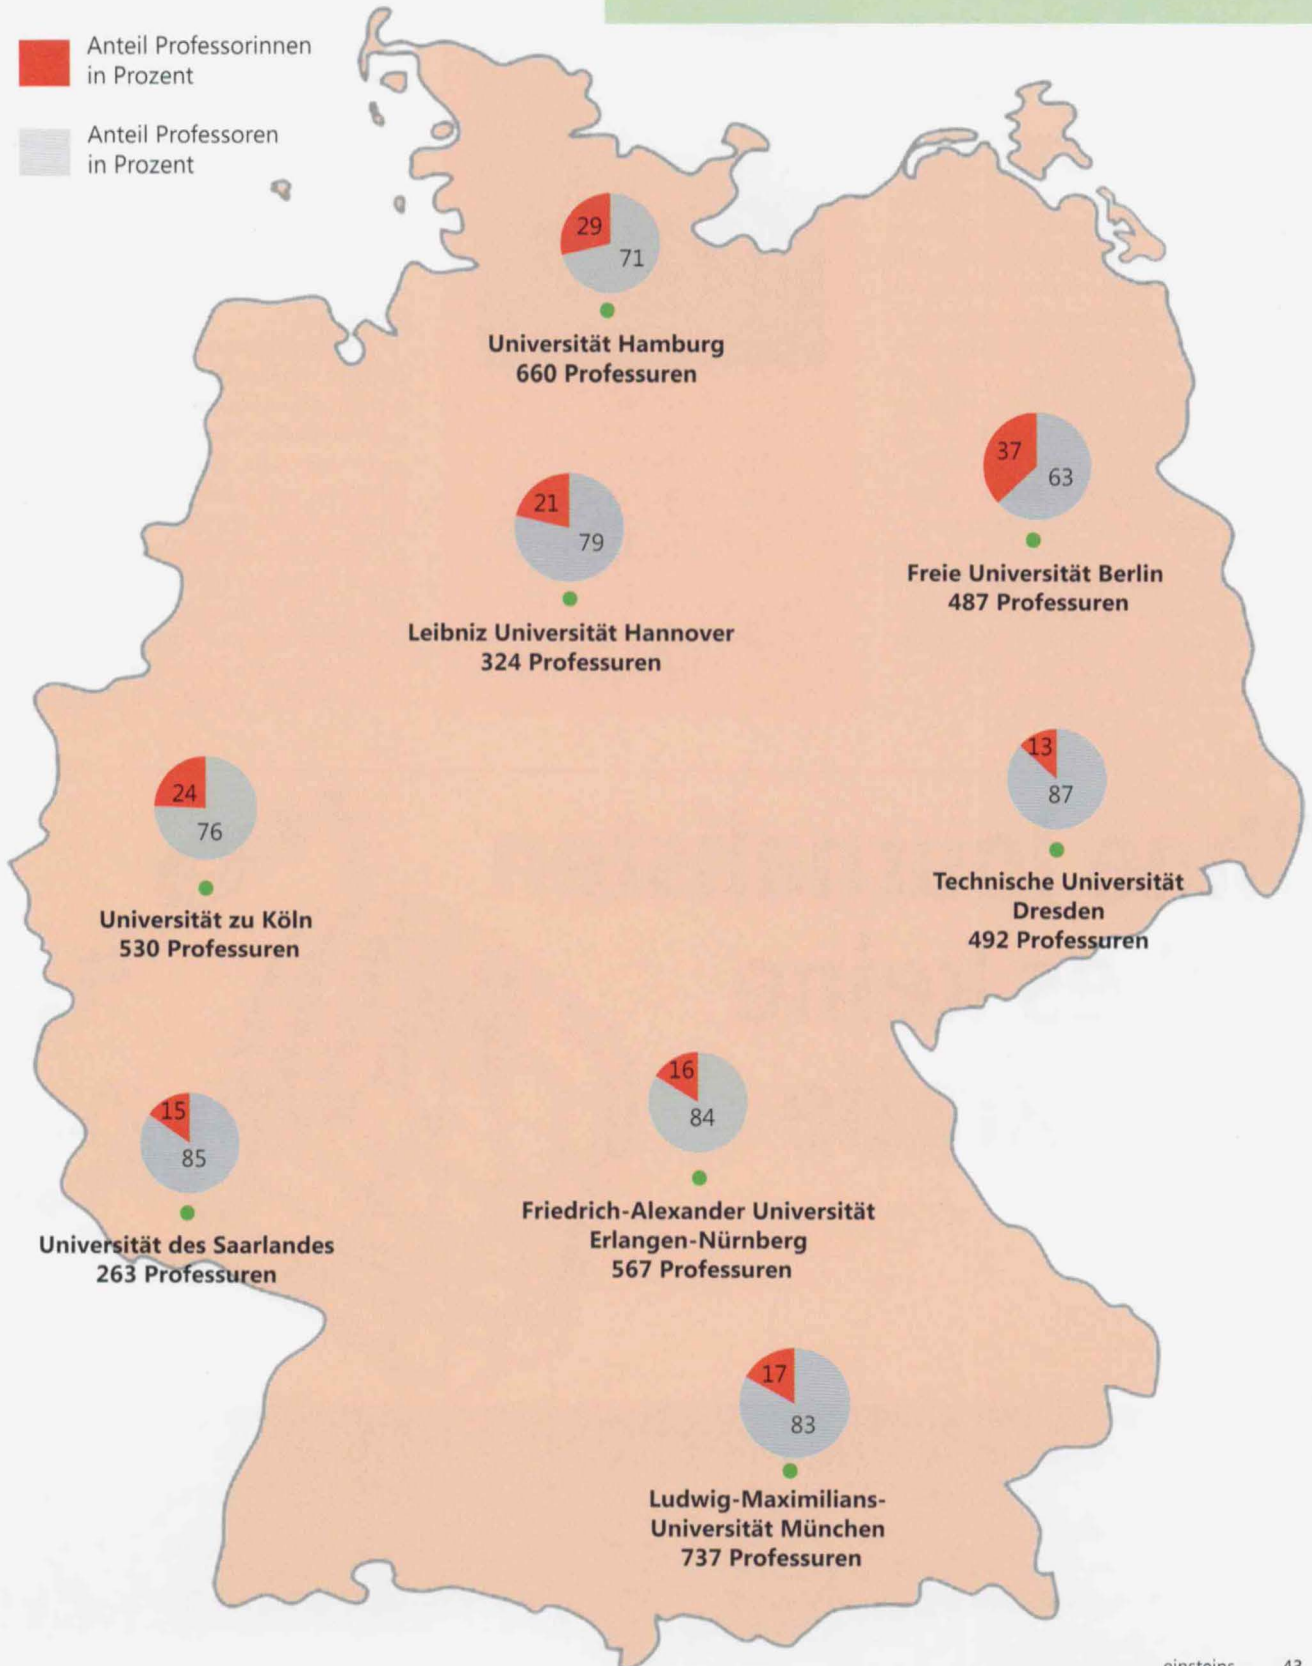 Anteil Professorinnen
in Prozent
Anteil Professoren
in Prozent
29
71
Universität Hamburg
660 Professuren
37
63
Freie Universität Berlin
487 Professuren
21
79
Leibniz Universität Hannover
324 Professuren
13
87
Technische Universität
Dresden
492 Professuren
24
76
Universität zu Köln
530 Professuren
16
84
Friedrich-Alexander Universität
Erlangen-Nürnberg
567 Professuren
15
85
Universität des Saarlandes
263 Professuren
17
83
Ludwig-Maximilians-
Universität München
737 Professuren
einsteins 43